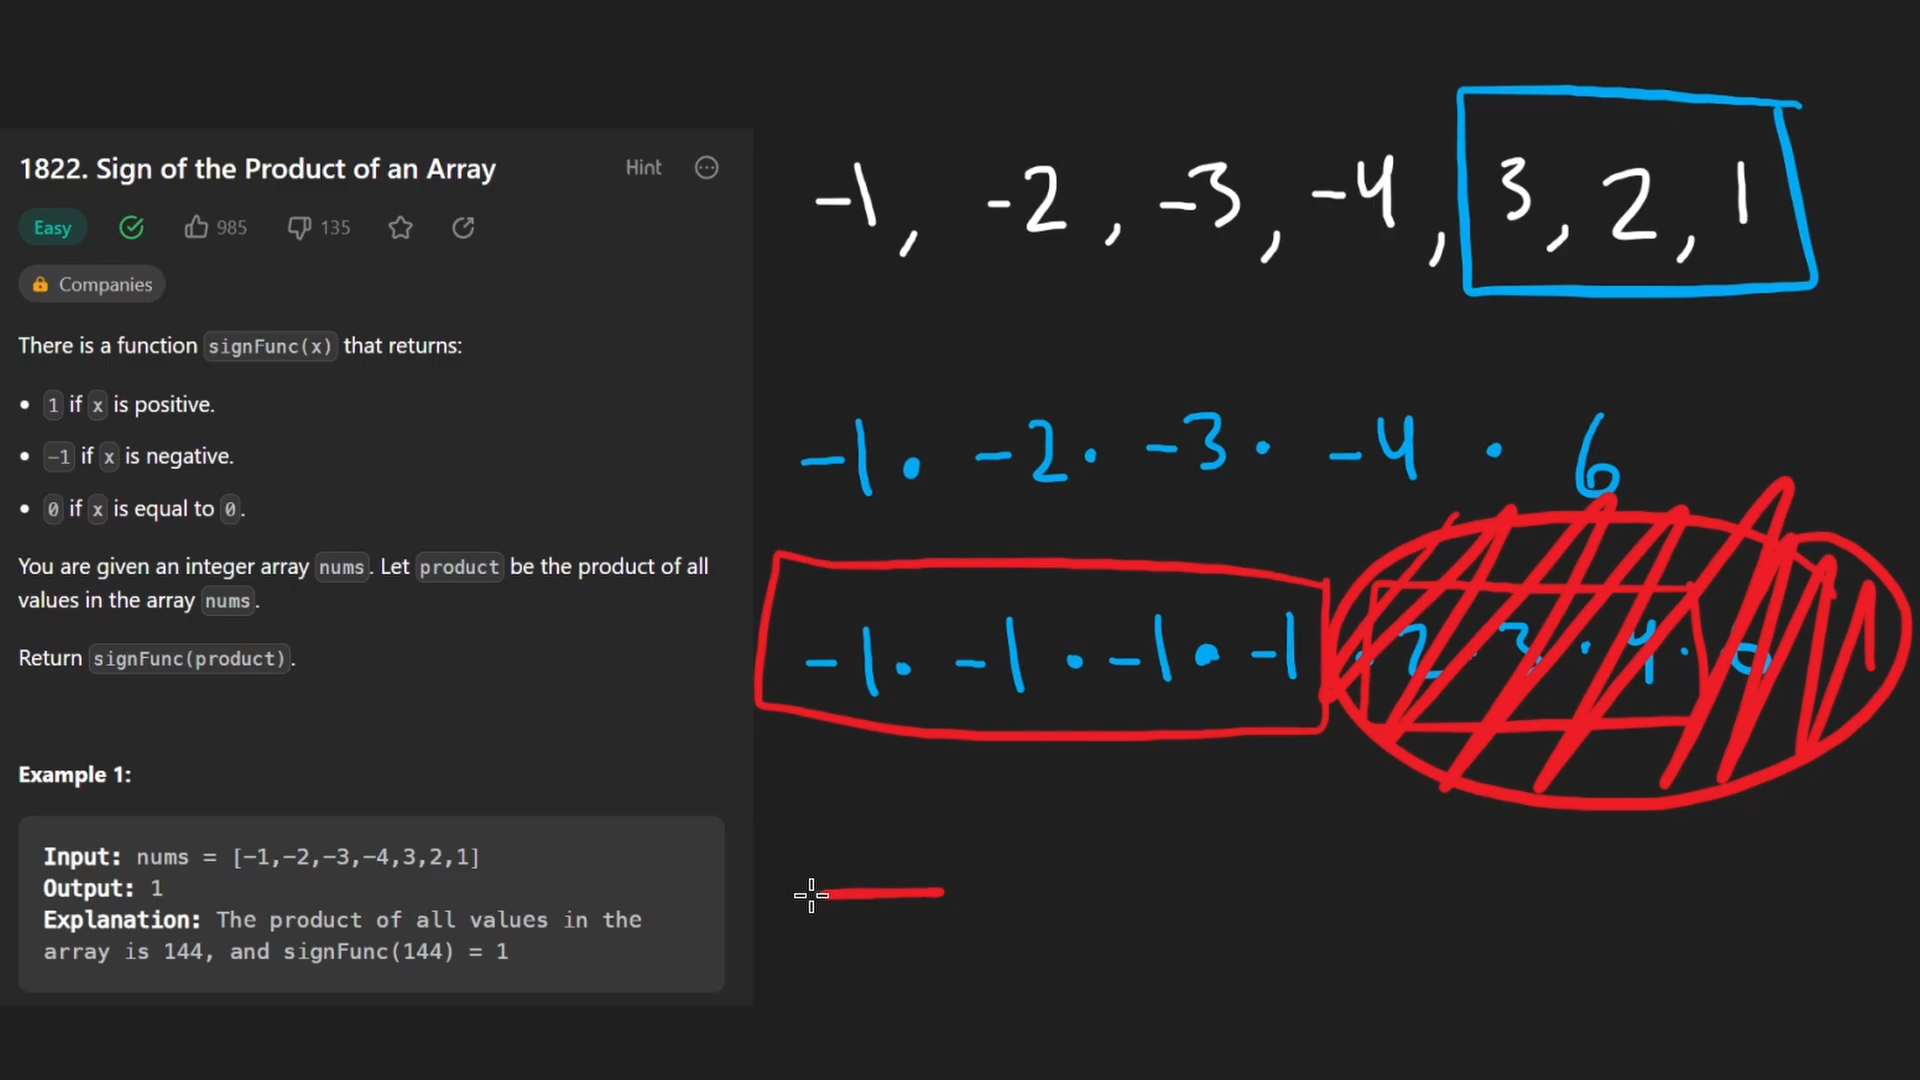 1822. Sign of the Product of an Array
Hint
Easy 985 135
Companies
There is a function signFunc(x) that returns:
• 1 if x is positive.
• -1 if x is negative.
• 0 if x is equal to 0.
You are given an integer array nums. Let product be the product of all
values in the array nums.
Return signFunc(product).
Example 1:
Input: nums = [-1,-2,-3,-4,3,2,1]
Output: 1
Explanation: The product of all values in the
array is 144, and signFunc(144) = 1
-1, -2, -3, -4, 3, 2, 1
-1 · -2 · -3 · -4 · 6
-1 · -1 · -1 · -1 · 2 · 3 · 4 ·